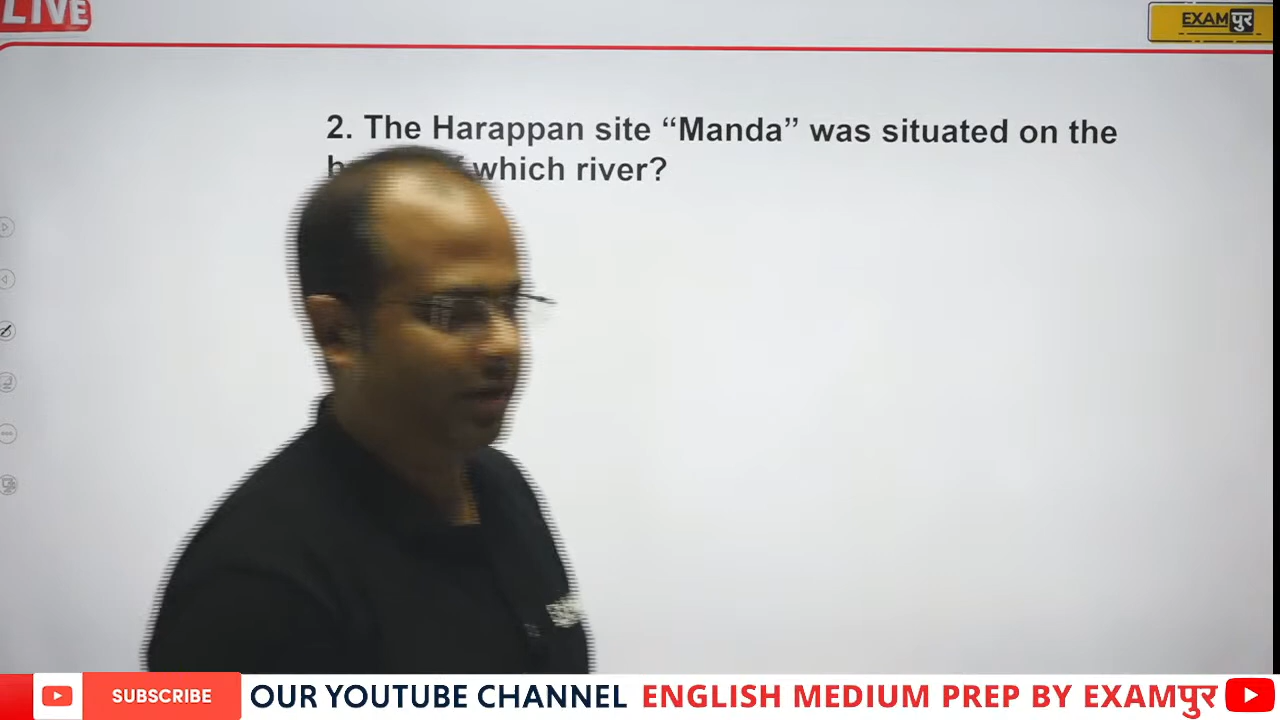 LIVE
EXAMपुर
2. The Harappan site “Manda” was situated on the
which river?
SUBSCRIBE
OUR YOUTUBE CHANNEL ENGLISH MEDIUM PREP BY EXAMपुर